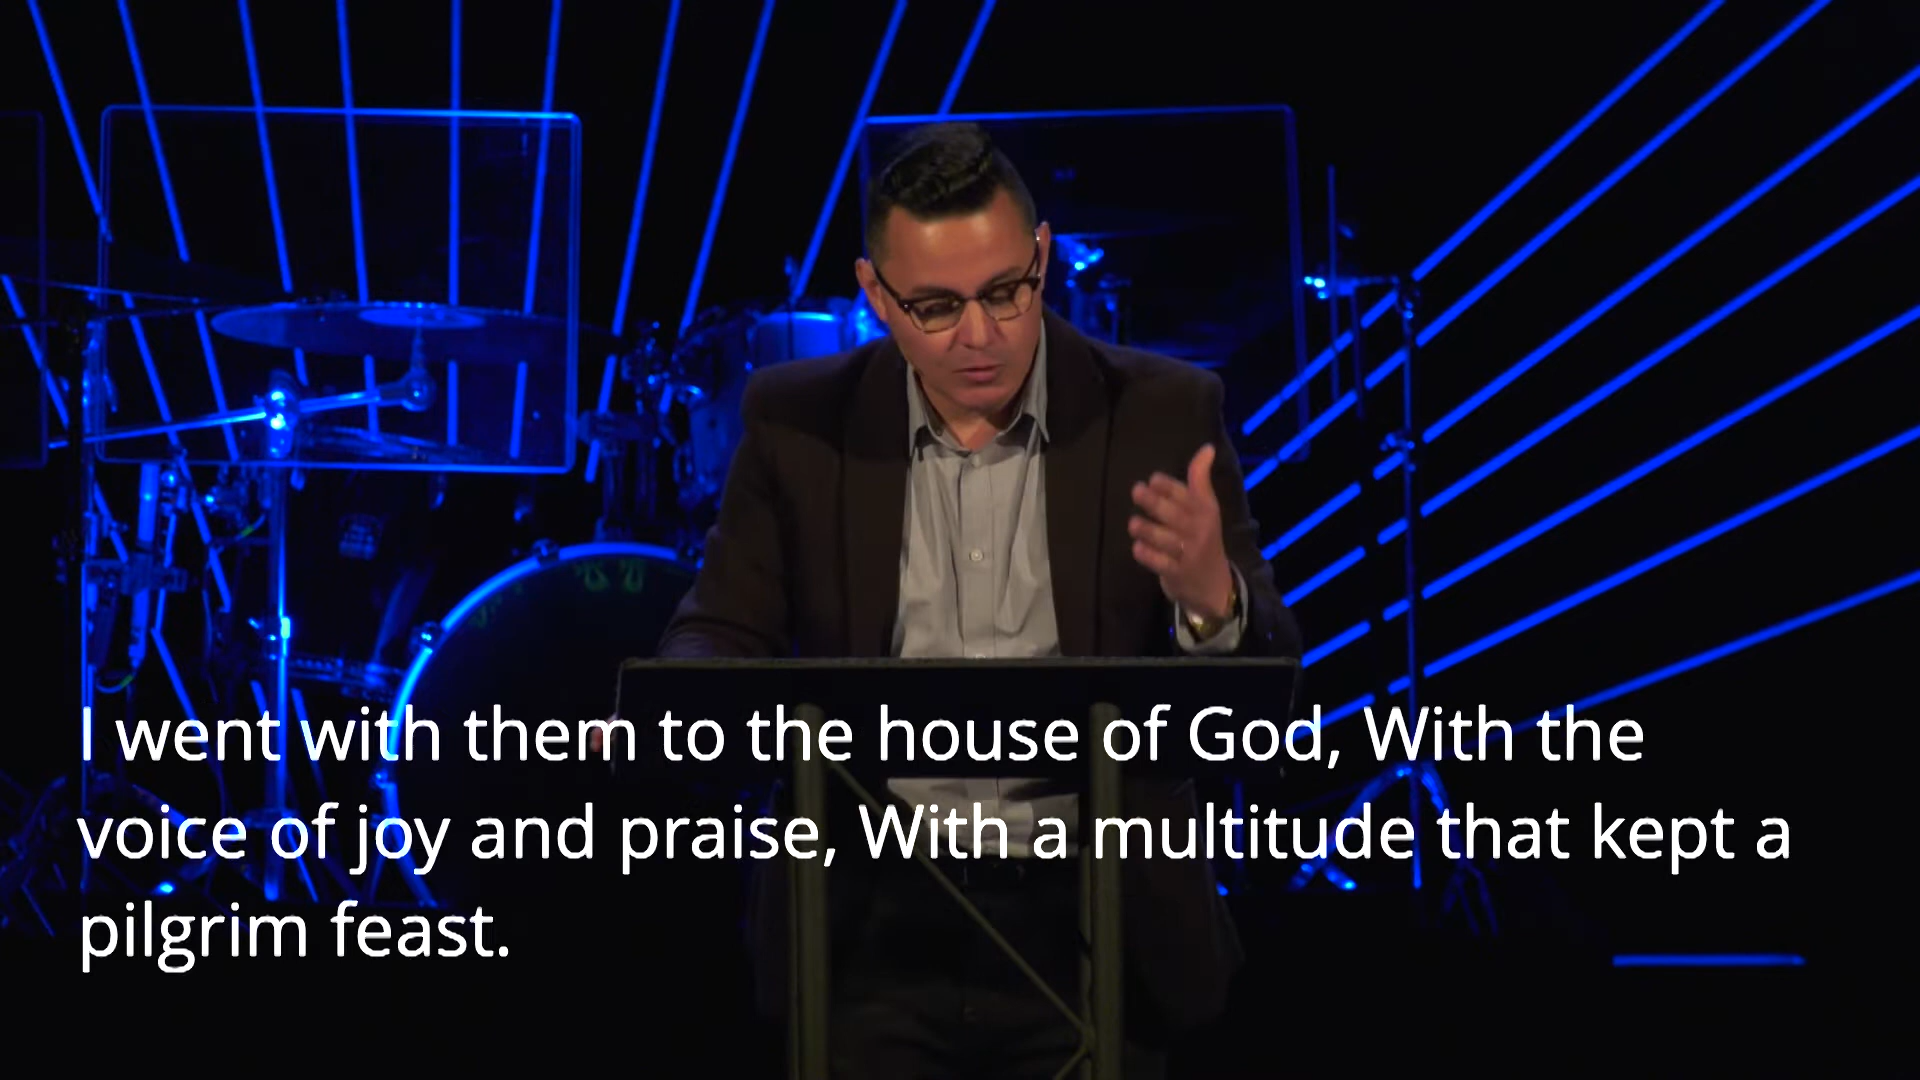 I went with them to the house of God, With the
voice of joy and praise, With a multitude that kept a
pilgrim feast.